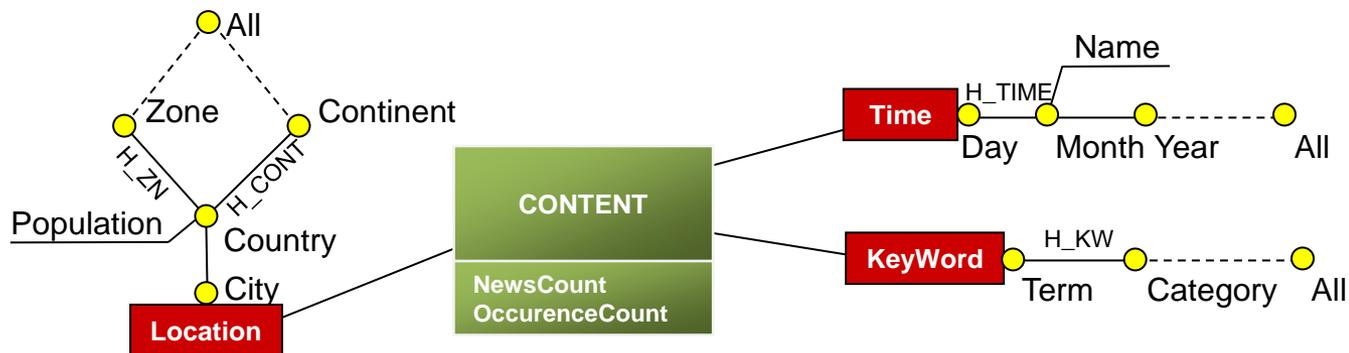 All
Zone
Continent
H_ZN
H_CONT
Population
Country
City
Location
CONTENT
NewsCount
OccurenceCount
Name
H_TIME
Time
Day
Month
Year
All
H_KW
KeyWord
Term
Category
All